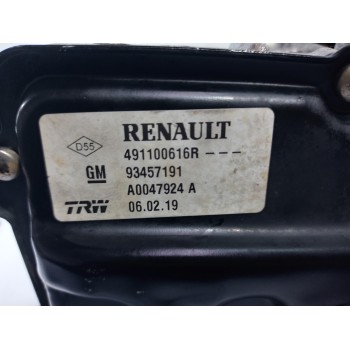 D55
RENAULT
491100616R ---
GM 93457191
A0047924 A
TRW 06.02.19